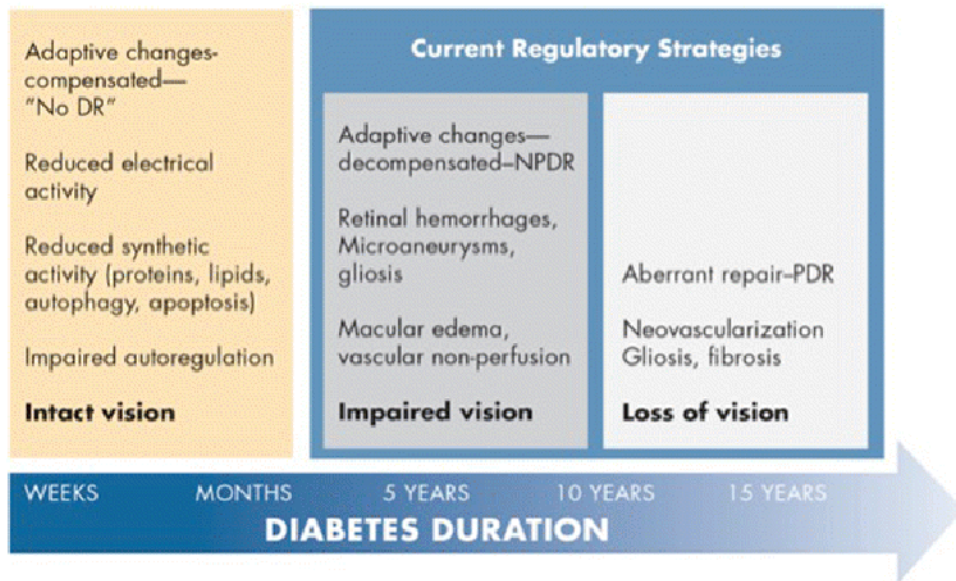 Adaptive changes-
compensated—
"No DR"
Reduced electrical
activity
Reduced synthetic
activity (proteins, lipids,
autophagy, apoptosis)
Impaired autoregulation
Intact vision
Current Regulatory Strategies
Adaptive changes—
decompensated–NPDR
Retinal hemorrhages,
Microaneurysms,
gliosis
Macular edema,
vascular non-perfusion
Impaired vision
Aberrant repair–PDR
Neovascularization
Gliosis, fibrosis
Loss of vision
WEEKS MONTHS 5 YEARS 10 YEARS 15 YEARS
DIABETES DURATION